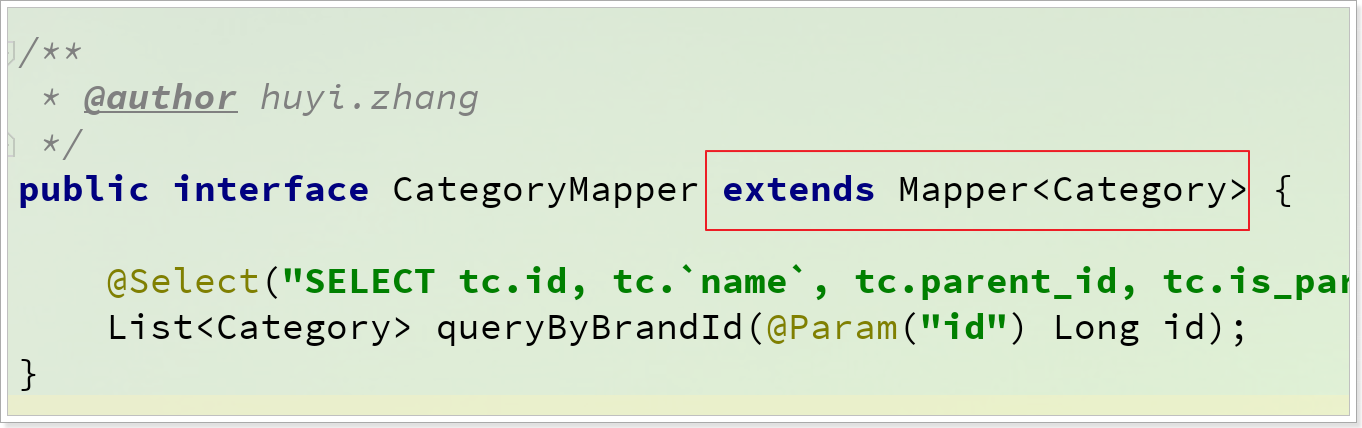 /**
 * @author huyi.zhang
 */
public interface CategoryMapper extends Mapper<Category> {
    @Select("SELECT tc.id, tc.`name`, tc.parent_id, tc.is_par
    List<Category> queryByBrandId(@Param("id") Long id);
}